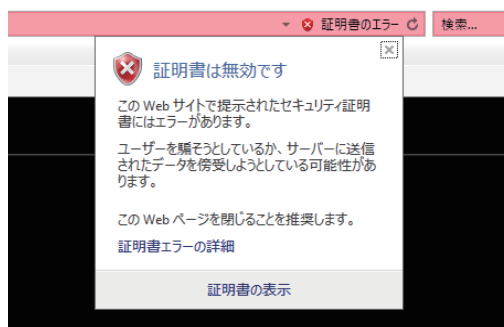 証明書のエラー 検索...
証明書は無効です
この Web サイトで提示されたセキュリティ証明
書にはエラーがあります。
ユーザーを騙そうとしているか、サーバーに送信
されたデータを傍受しようとしている可能性があ
ります。
この Web ページを閉じることを推奨します。
証明書エラーの詳細
証明書の表示